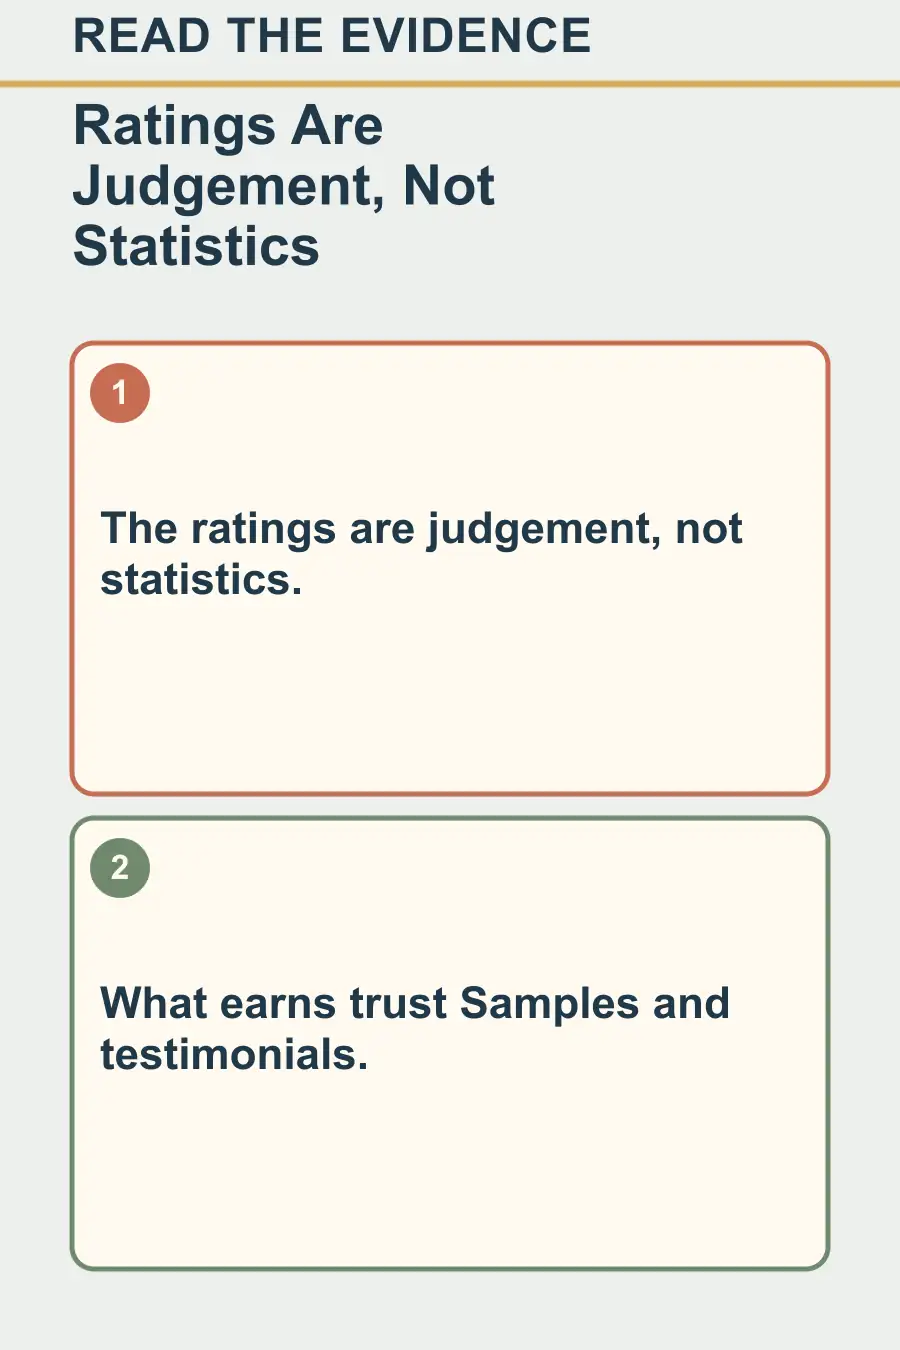 READ THE EVIDENCE
Ratings Are
Judgement, Not
Statistics
1
The ratings are judgement, not
statistics.
2
What earns trust Samples and
testimonials.